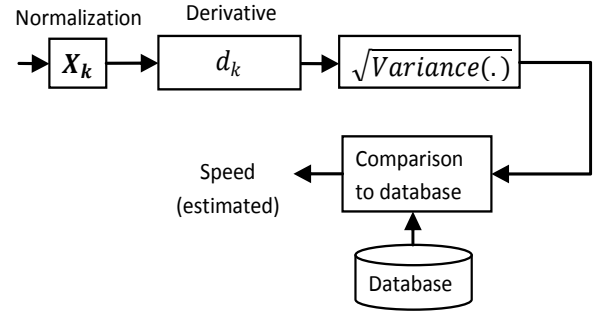 Normalization
Derivative
X_k
d_k
√Variance(.)
Speed
(estimated)
Comparison
to database
Database